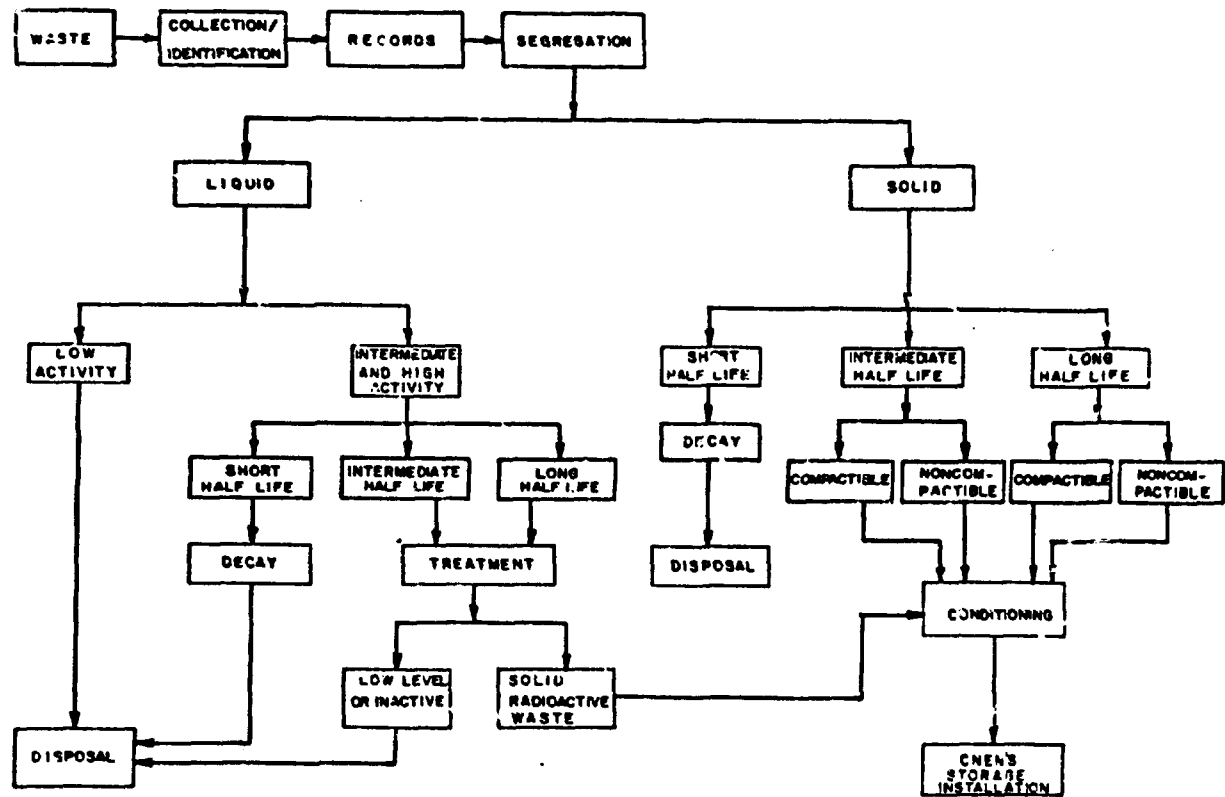 WASTE
COLLECTION/
IDENTIFICATION
RECORDS
SEGREGATION
LIQUID
SOLID
LOW
ACTIVITY
INTERMEDIATE
AND HIGH
ACTIVITY
SHORT
HALF LIFE
INTERMEDIATE
HALF LIFE
LONG
HALF LIFE
SHORT
HALF LIFE
INTERMEDIATE
HALF LIFE
LONG
HALF LIFE
DECAY
COMPACTIBLE
NONCOM-
PACTIBLE
COMPACTIBLE
NONCOM-
PACTIBLE
DECAY
TREATMENT
DISPOSAL
CONDITIONING
LOW LEVEL
OR INACTIVE
SOLID
RADIOACTIVE
WASTE
DISPOSAL
CNEN'S
STORAGE
INSTALLATION